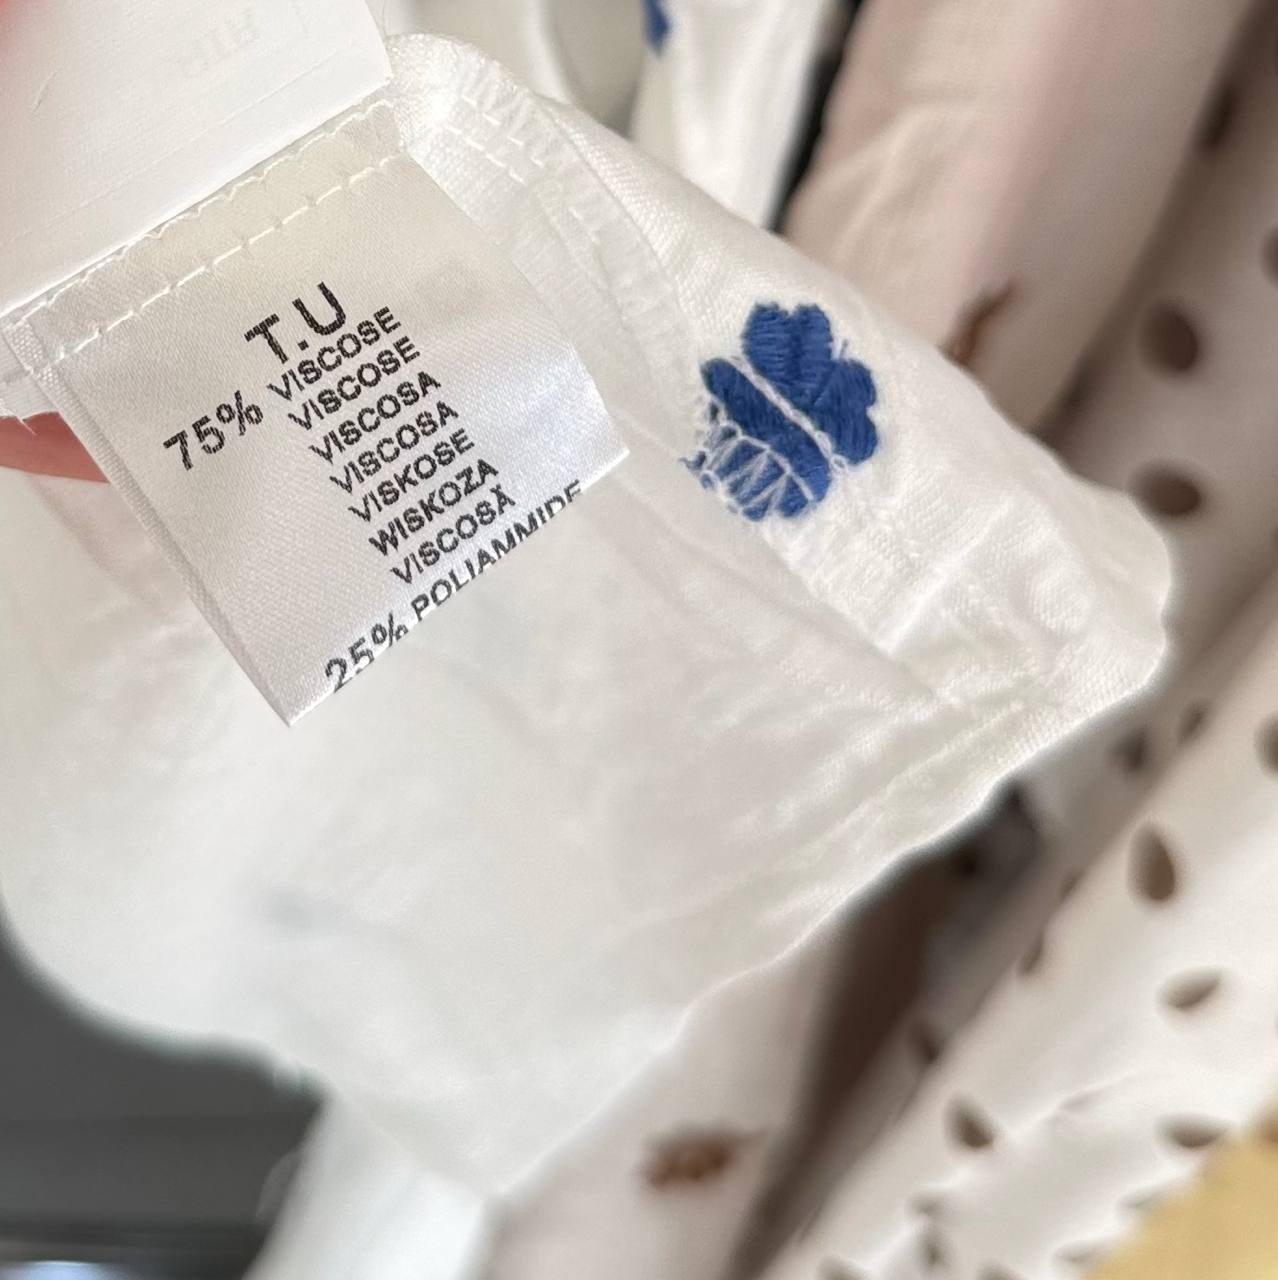 T.U
75% VISCOSE
VISCOSE
VISCOSA
VISCOSA
VISKOSE
WISKOZA
VISCOSĂ
25% POLIAMMIDE